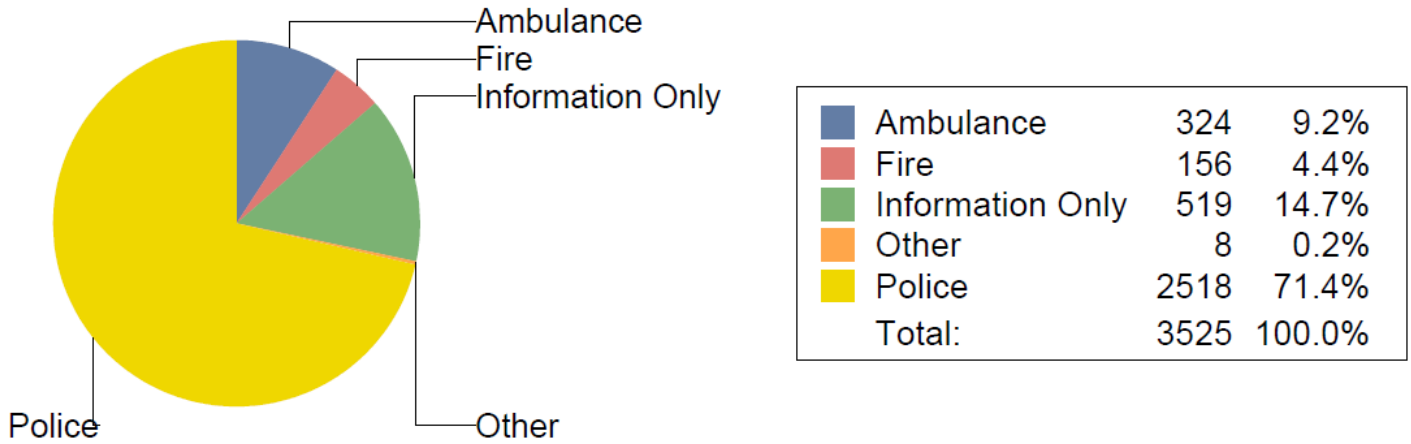 Ambulance
Fire
Information Only
Police
Other
Ambulance 324 9.2%
Fire 156 4.4%
Information Only 519 14.7%
Other 8 0.2%
Police 2518 71.4%
Total: 3525 100.0%